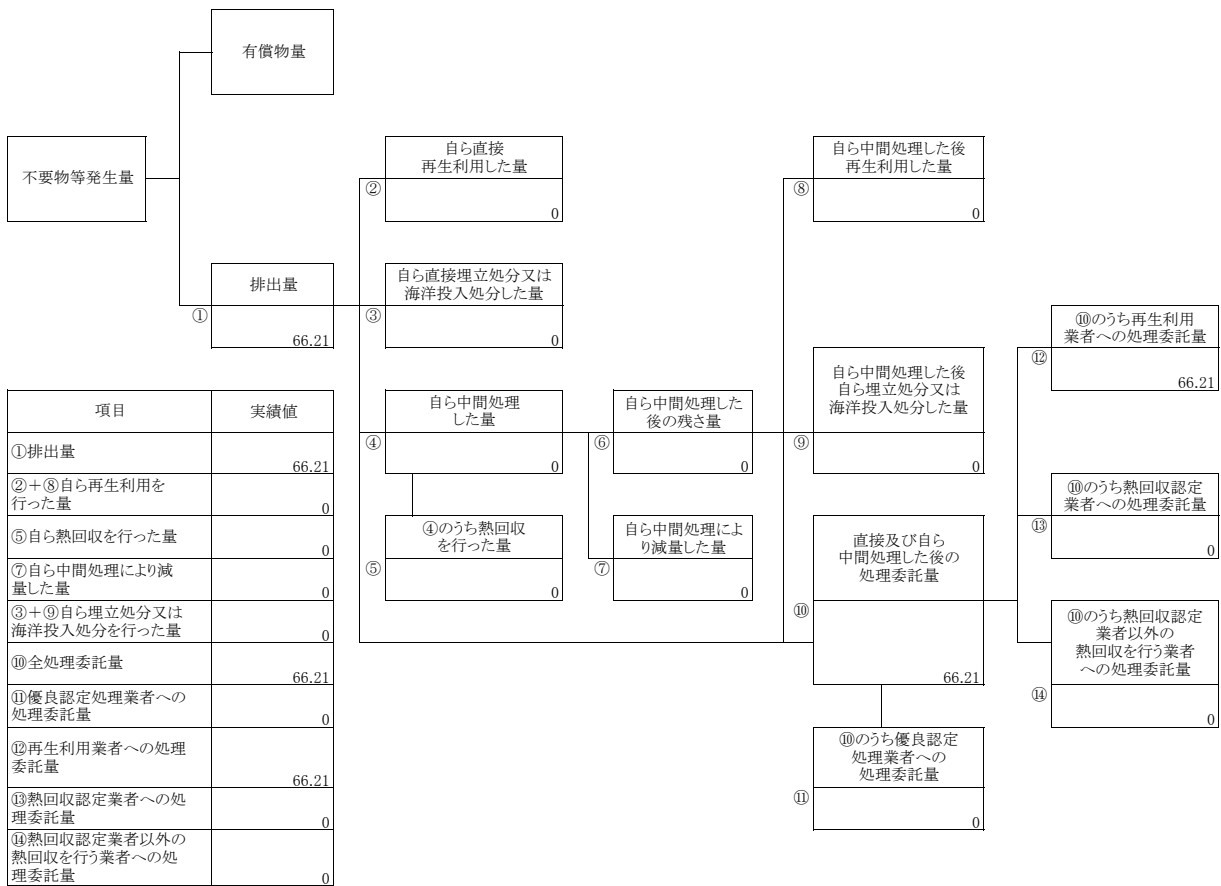 有償物量
不要物等発生量
自ら直接
再生利用した量
②
0
自ら中間処理した後
再生利用した量
⑧
0
排出量
①
66.21
自ら直接埋立処分又は
海洋投入処分した量
③
0
⑩のうち再生利用
業者への処理委託量
⑫
66.21
自ら中間処理
した量
④
0
自ら中間処理した
後の残さ量
⑥
0
自ら中間処理した後
自ら埋立処分又は
海洋投入処分した量
⑨
0
⑩のうち熱回収認定
業者への処理委託量
⑬
0
④のうち熱回収
を行った量
⑤
0
自ら中間処理によ
り減量した量
⑦
0
直接及び自ら
中間処理した後の
処理委託量
⑩
66.21
⑩のうち熱回収認定
業者以外の
熱回収を行う業者
への処理委託量
⑭
0
⑩のうち優良認定
処理業者への
処理委託量
⑪
0
項目 実績値
①排出量
66.21
②+⑧自ら再生利用を
行った量
0
⑤自ら熱回収を行った量
0
⑦自ら中間処理により減
量した量
0
③+⑨自ら埋立処分又は
海洋投入処分を行った量
0
⑩全処理委託量
66.21
⑪優良認定処理業者への
処理委託量
0
⑫再生利用業者への処理
委託量
66.21
⑬熱回収認定業者への処
理委託量
0
⑭熱回収認定業者以外の
熱回収を行う業者への処
理委託量
0